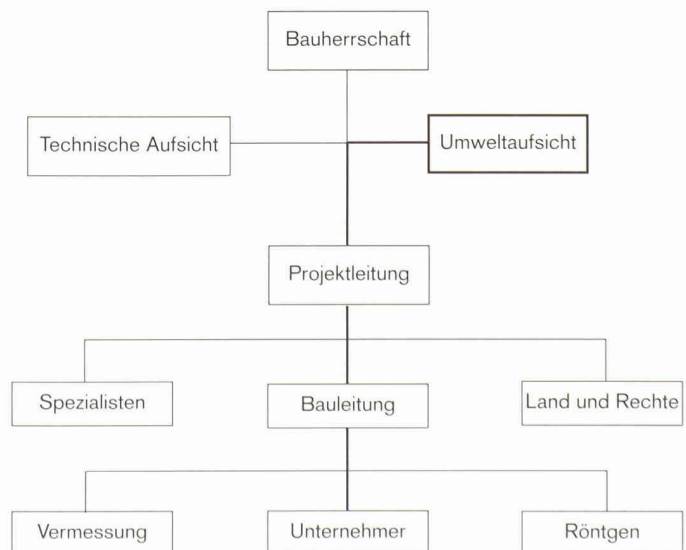 Bauherrschaft
Technische Aufsicht
Umweltaufsicht
Projektleitung
Spezialisten
Bauleitung
Land und Rechte
Vermessung
Unternehmer
Röntgen